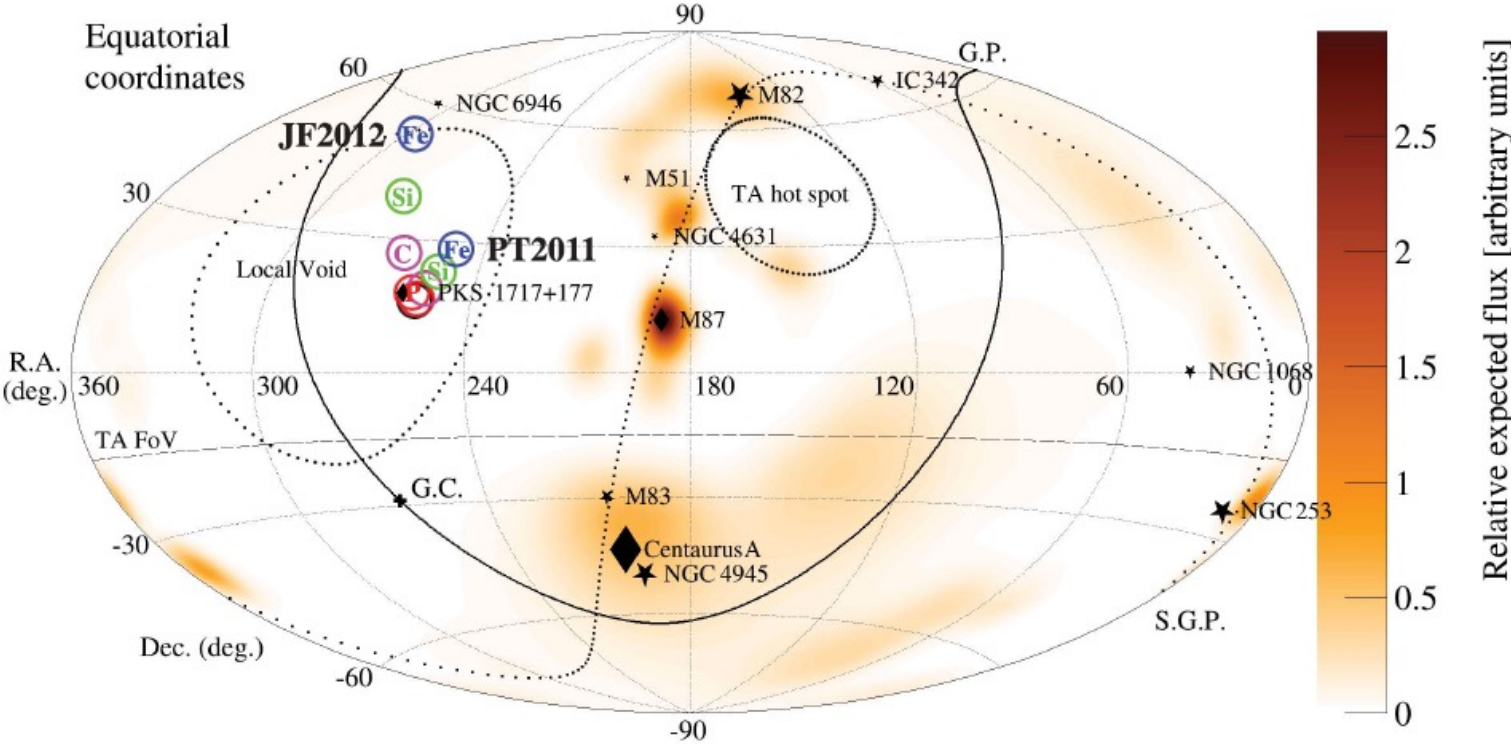 Equatorial
coordinates
90
G.P.
60
NGC 6946
M82
IC 342
JF2012
Fe
M51
TA hot spot
30
Si
NGC 4631
C
Fe
PT2011
Si
Local Void
P
PKS 1717+177
M87
R.A.
(deg.)
360
300
240
180
120
60
NGC 1068
0
TA FoV
G.C.
M83
NGC 253
-30
Centaurus A
NGC 4945
S.G.P.
Dec. (deg.)
-60
-90
2.5
2
1.5
1
0.5
0
Relative expected flux [arbitrary units]